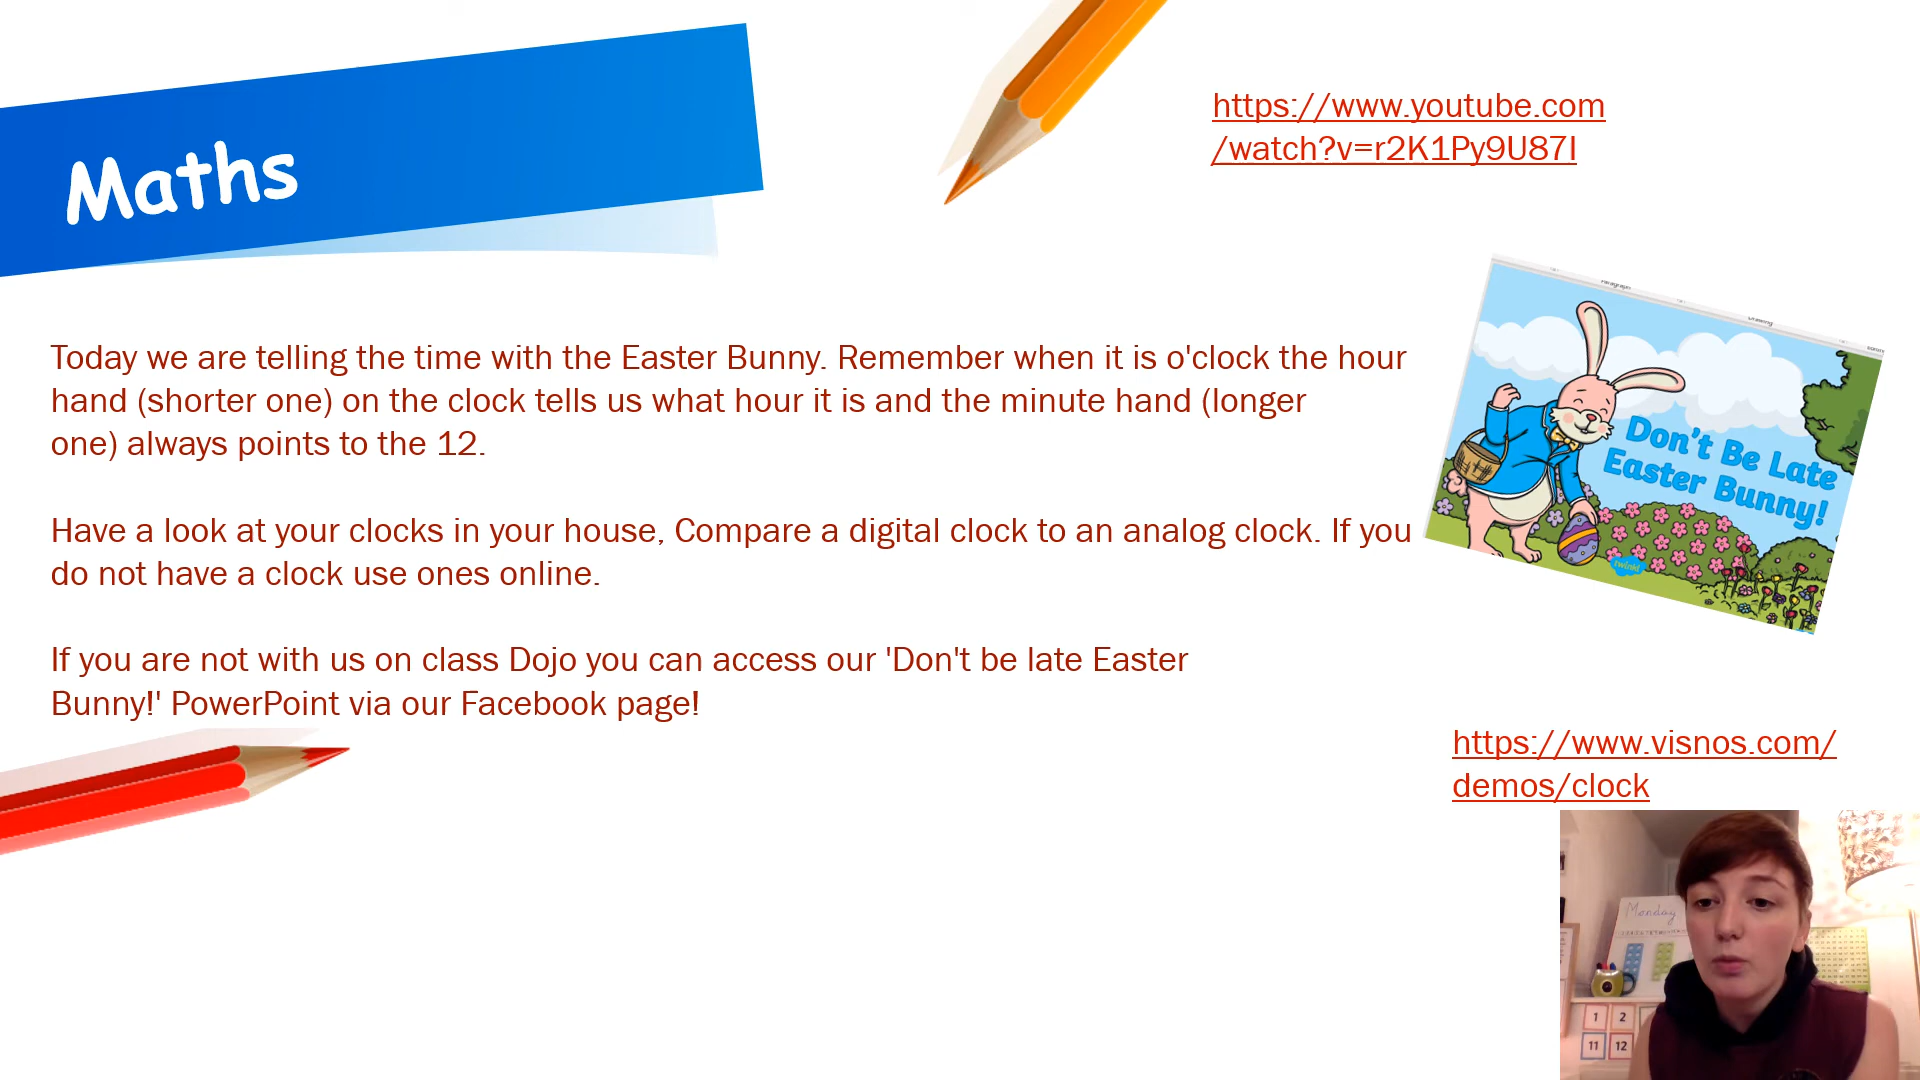 Maths
https://www.youtube.com
/watch?v=r2K1Py9U87I
Today we are telling the time with the Easter Bunny. Remember when it is o'clock the hour
hand (shorter one) on the clock tells us what hour it is and the minute hand (longer
one) always points to the 12.
Have a look at your clocks in your house, Compare a digital clock to an analog clock. If you
do not have a clock use ones online.
If you are not with us on class Dojo you can access our 'Don't be late Easter
Bunny!' PowerPoint via our Facebook page!
Paragraph
Drawing
Don't Be Late
Easter Bunny!
twinkl
https://www.visnos.com/
demos/clock
Monday
1 2
11 12